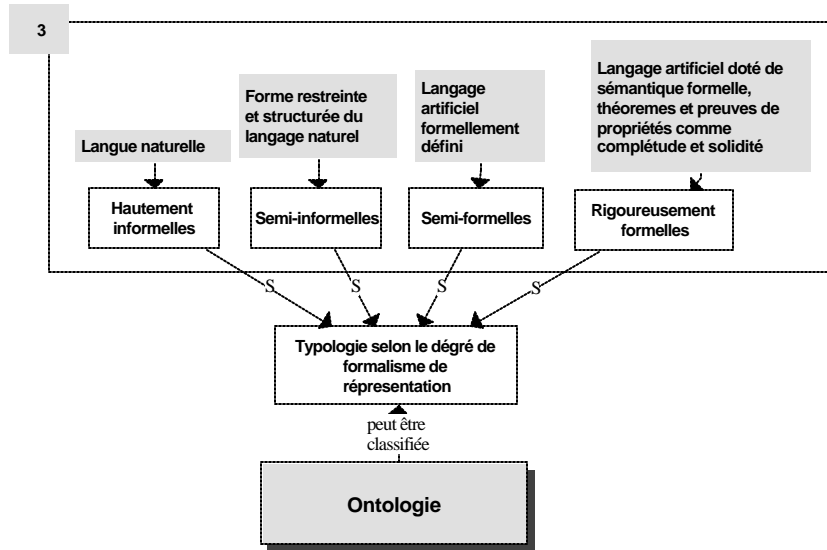 3
Langage artificiel doté de
sémantique formelle,
théoremes et preuves de
propriétés comme
complétude et solidité
Langage
artificiel
formellement
défini
Forme restreinte
et structurée du
langage naturel
Langue naturelle
Hautement
informelles
Semi-informelles
Semi-formelles
Rigoureusement
formelles
S
S
S
S
Typologie selon le dégré de
formalisme de
répresentation
peut être
classifiée
Ontologie